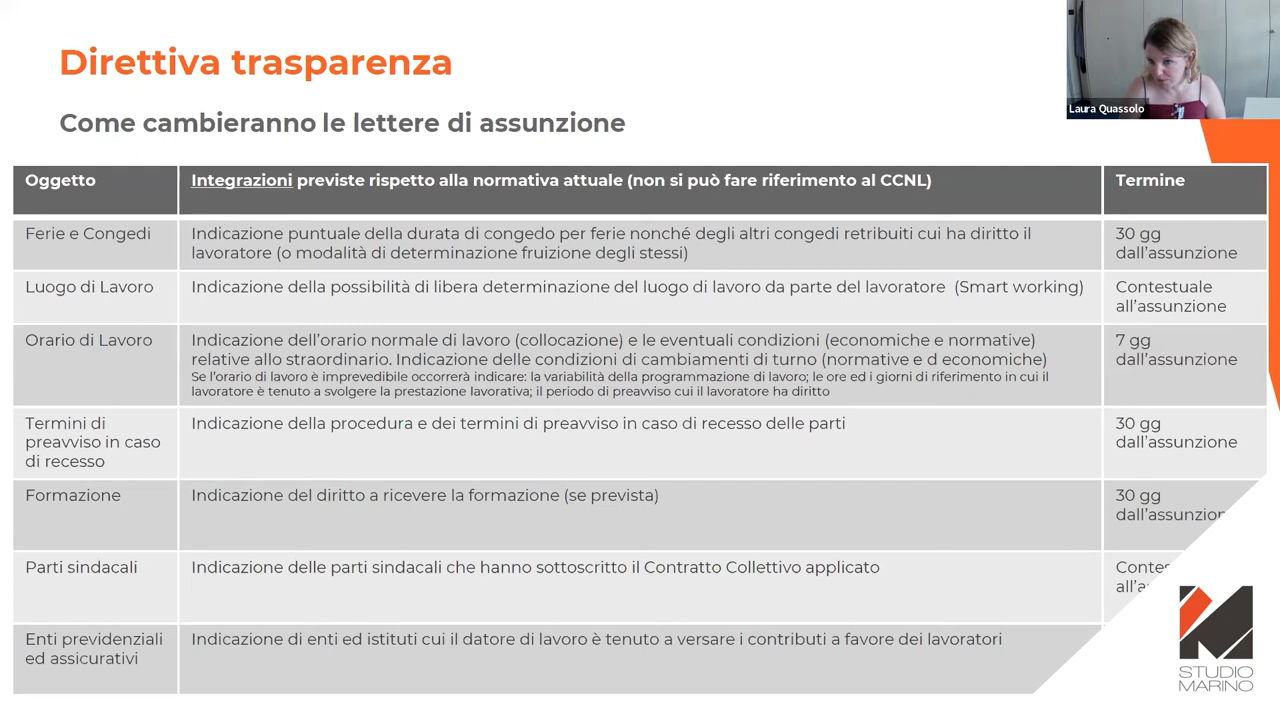 Direttiva trasparenza
Laura Quassolo
Come cambieranno le lettere di assunzione
Oggetto
Integrazioni previste rispetto alla normativa attuale (non si può fare riferimento al CCNL)
Termine
Ferie e Congedi
Indicazione puntuale della durata di congedo per ferie nonché degli altri congedi retribuiti cui ha diritto il
lavoratore (o modalità di determinazione fruizione degli stessi)
30 gg
dall'assunzione
Luogo di Lavoro
Indicazione della possibilità di libera determinazione del luogo di lavoro da parte del lavoratore (Smart working)
Contestuale
all'assunzione
Orario di Lavoro
Indicazione dell'orario normale di lavoro (collocazione) e le eventuali condizioni (economiche e normative)
relative allo straordinario. Indicazione delle condizioni di cambiamenti di turno (normative e d economiche)
Se l'orario di lavoro è imprevedibile occorrerà indicare: la variabilità della programmazione di lavoro; le ore ed i giorni di riferimento in cui il
lavoratore è tenuto a svolgere la prestazione lavorativa; il periodo di preavviso cui il lavoratore ha diritto
7 gg
dall'assunzione
Termini di
preavviso in caso
di recesso
Indicazione della procedura e dei termini di preavviso in caso di recesso delle parti
30 gg
dall'assunzione
Formazione
Indicazione del diritto a ricevere la formazione (se prevista)
30 gg
Parti sindacali
Indicazione delle parti sindacali che hanno sottoscritto il Contratto Collettivo applicato
Enti previdenziali
ed assicurativi
Indicazione di enti ed istituti cui il datore di lavoro è tenuto a versare i contributi a favore dei lavoratori
STUDIO
MARINO